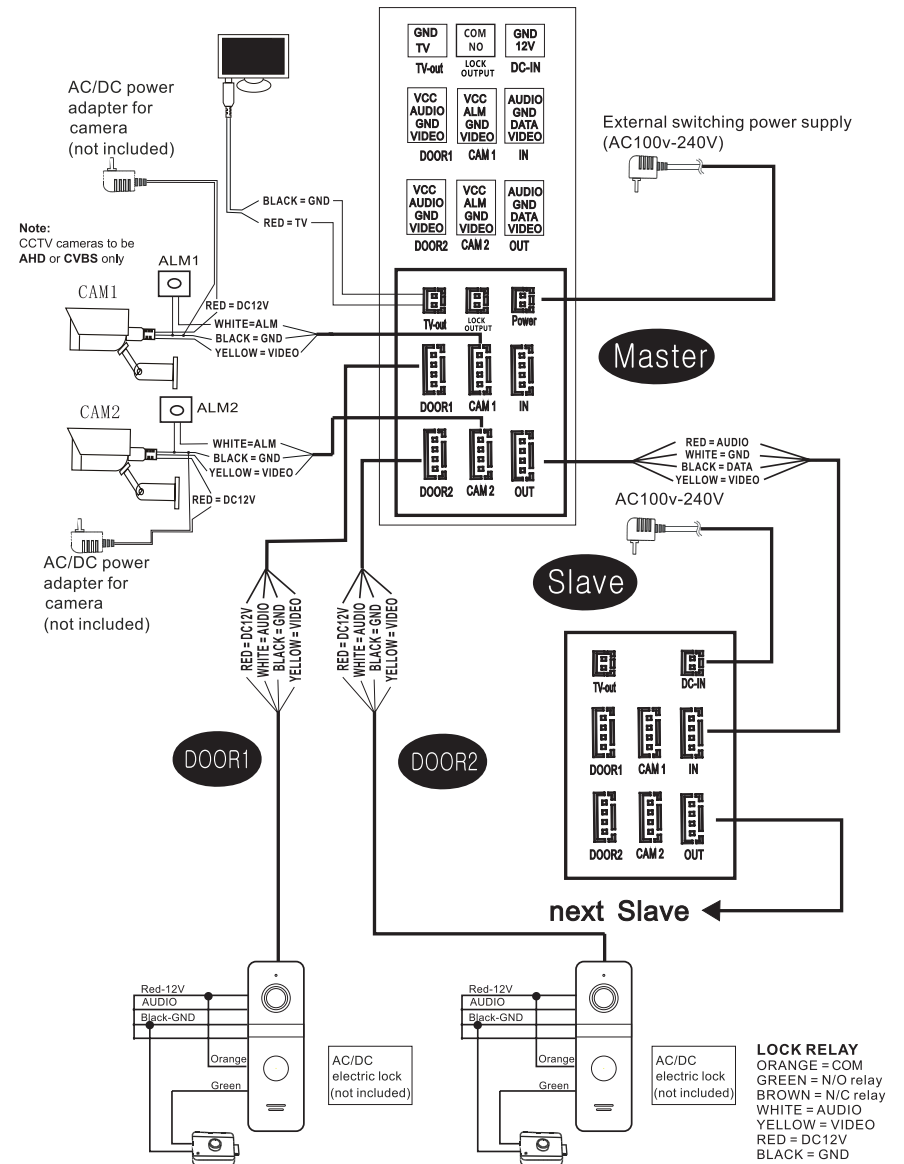 GND
TV
TV-out
COM
NO
LOCK
OUTPUT
GND
12V
DC-IN
VCC
AUDIO
GND
VIDEO
DOOR1
VCC
ALM
GND
VIDEO
CAM 1
AUDIO
GND
DATA
VIDEO
IN
VCC
AUDIO
GND
VIDEO
DOOR2
VCC
ALM
GND
VIDEO
CAM 2
AUDIO
GND
DATA
VIDEO
OUT
AC/DC power
adapter for
camera
(not included)
External switching power supply
(AC100v-240V)
BLACK = GND
RED = TV
Note:
CCTV cameras to be
AHD or CVBS only
ALM1
CAM1
RED = DC12V
WHITE=ALM
BLACK = GND
YELLOW = VIDEO
TV-out
LOCK
OUTPUT
Power
Master
DOOR1
CAM 1
IN
ALM2
CAM2
WHITE=ALM
BLACK = GND
YELLOW = VIDEO
RED = DC12V
DOOR2
CAM 2
OUT
RED = AUDIO
WHITE = GND
BLACK = DATA
YELLOW = VIDEO
AC100v-240V
AC/DC power
adapter for
camera
(not included)
Slave
RED = DC12V
WHITE = AUDIO
BLACK = GND
YELLOW = VIDEO
RED = DC12V
WHITE = AUDIO
BLACK = GND
YELLOW = VIDEO
TV-out
DC-IN
DOOR1
CAM 1
IN
DOOR1
DOOR2
DOOR2
CAM 2
OUT
next Slave
Red-12V
AUDIO
Black-GND
Orange
Green
AC/DC
electric lock
(not included)
Red-12V
AUDIO
Black-GND
Orange
Green
AC/DC
electric lock
(not included)
LOCK RELAY
ORANGE = COM
GREEN = N/O relay
BROWN = N/C relay
WHITE = AUDIO
YELLOW = VIDEO
RED = DC12V
BLACK = GND